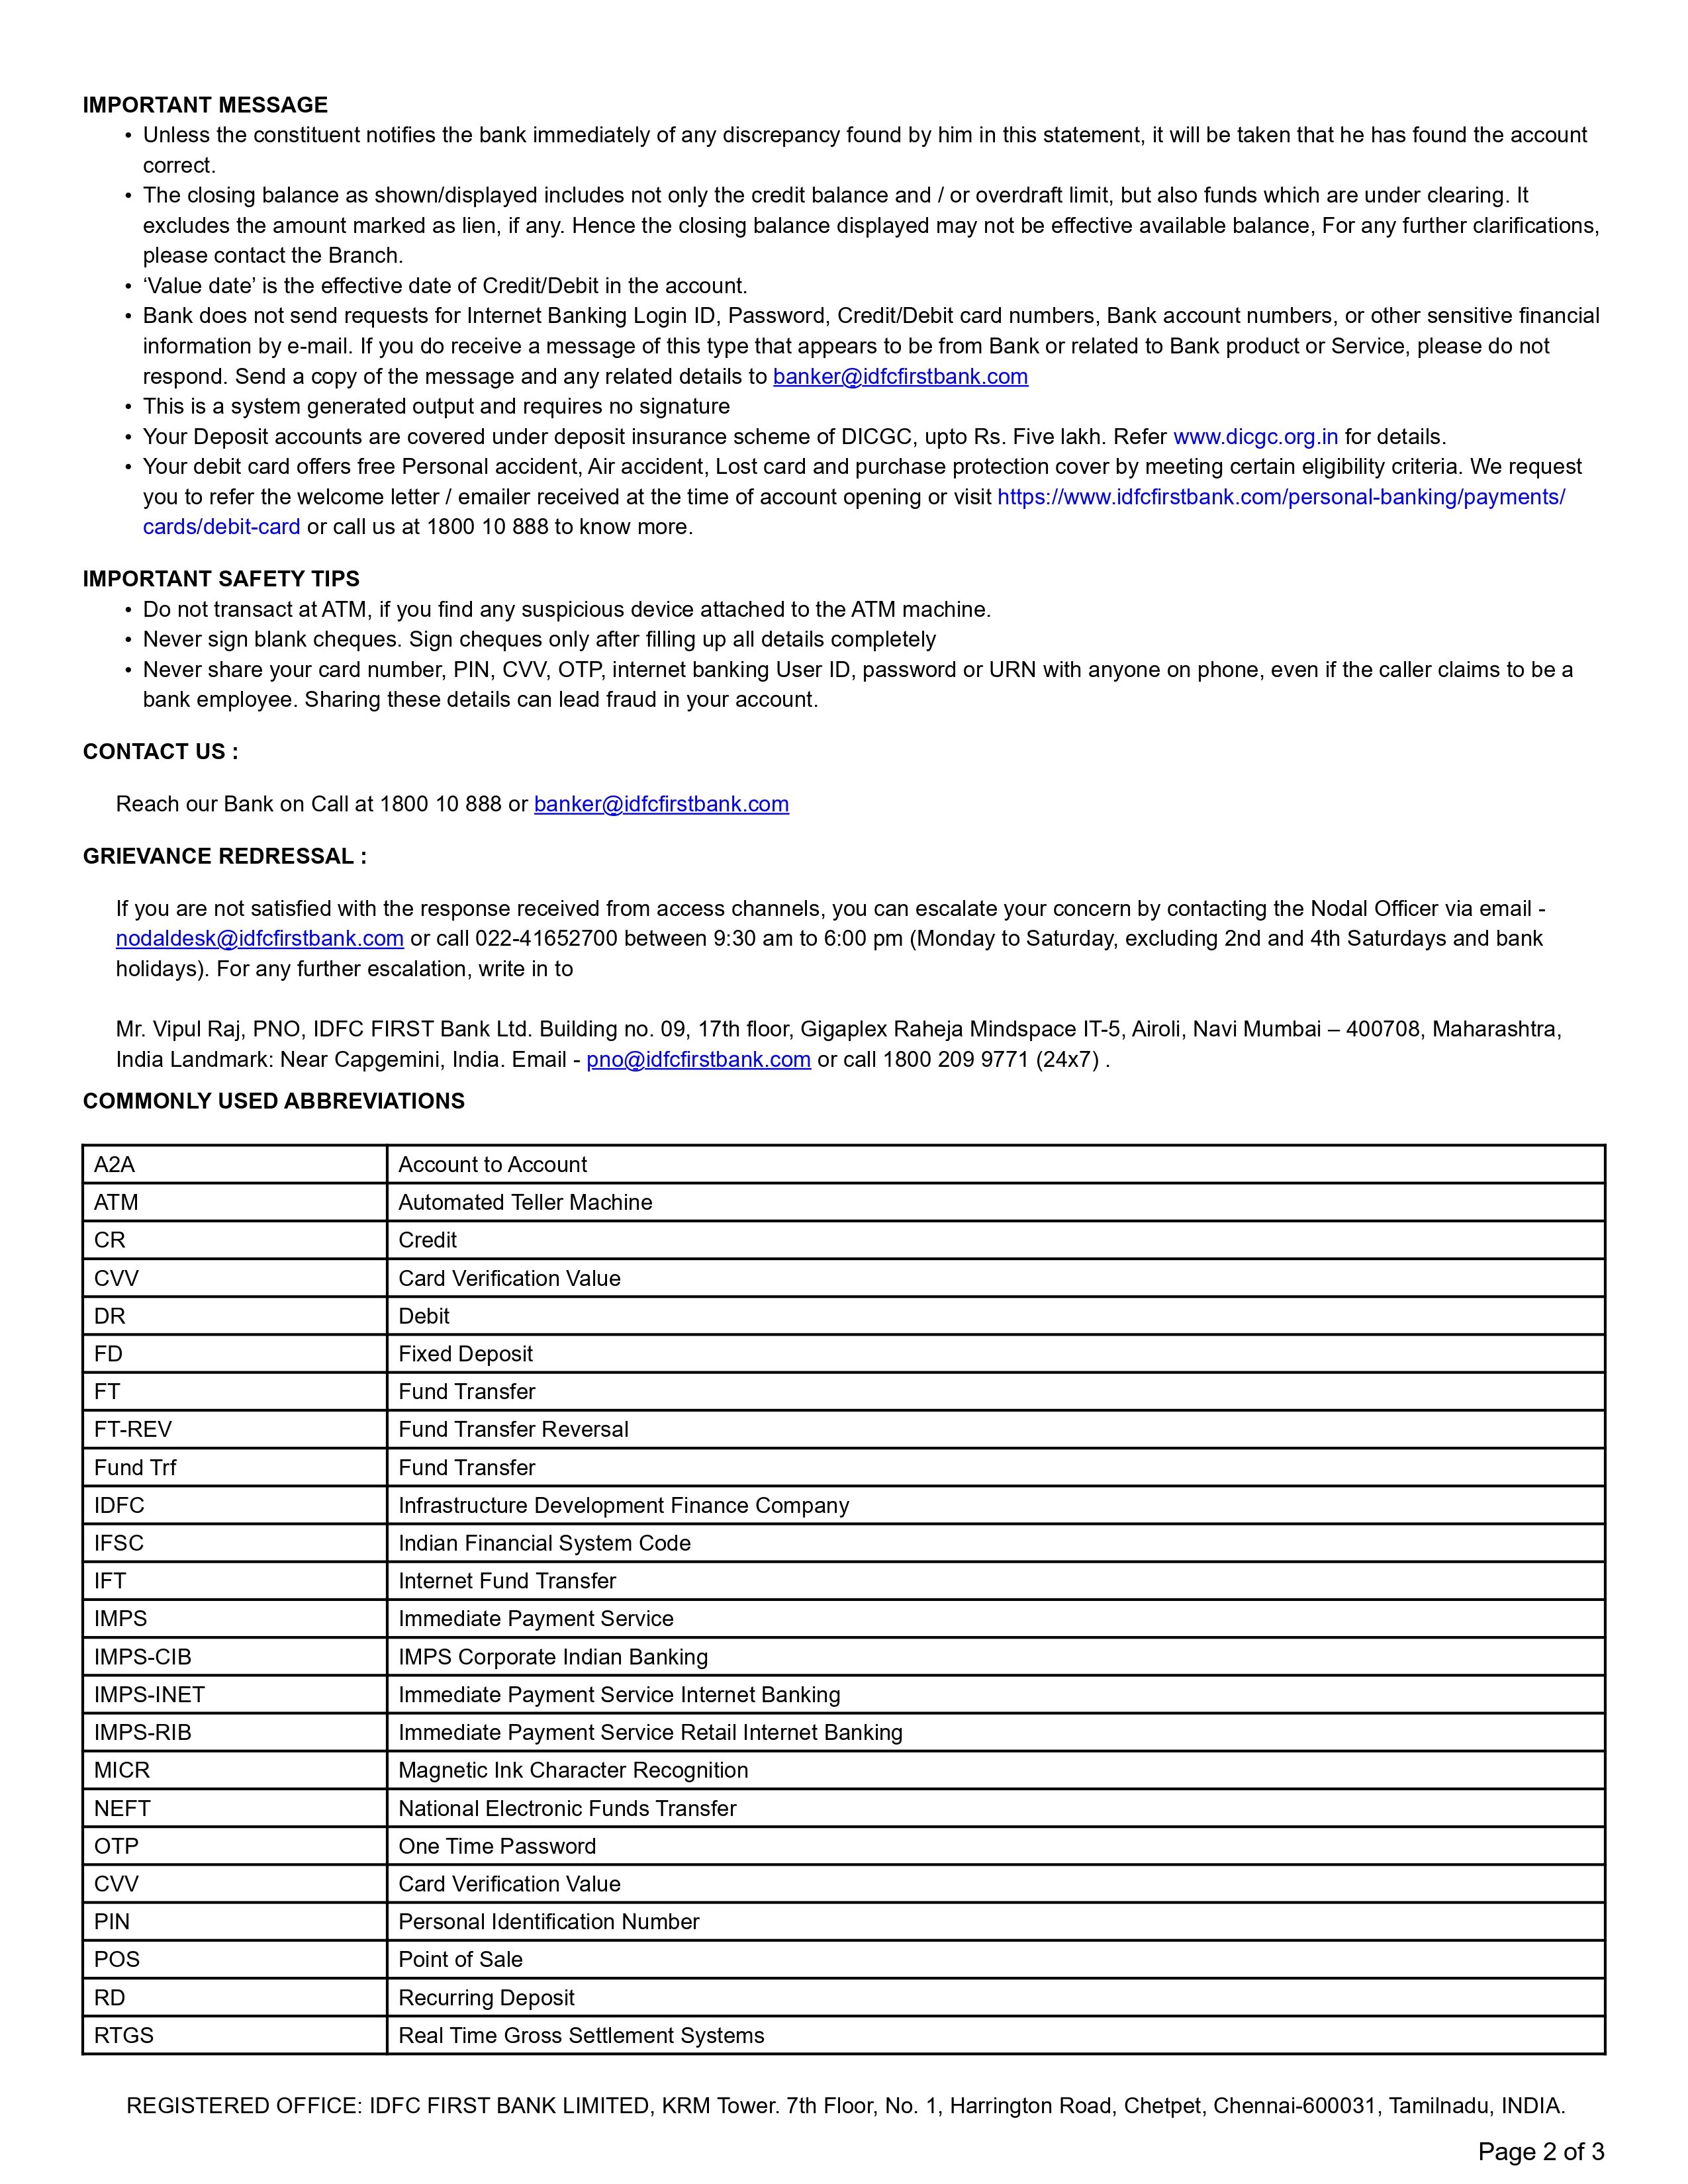 IMPORTANT MESSAGE
• Unless the constituent notifies the bank immediately of any discrepancy found by him in this statement, it will be taken that he has found the account
correct.
• The closing balance as shown/displayed includes not only the credit balance and / or overdraft limit, but also funds which are under clearing. It
excludes the amount marked as lien, if any. Hence the closing balance displayed may not be effective available balance, For any further clarifications,
please contact the Branch.
• ‘Value date’ is the effective date of Credit/Debit in the account.
• Bank does not send requests for Internet Banking Login ID, Password, Credit/Debit card numbers, Bank account numbers, or other sensitive financial
information by e-mail. If you do receive a message of this type that appears to be from Bank or related to Bank product or Service, please do not
respond. Send a copy of the message and any related details to banker@idfcfirstbank.com
• This is a system generated output and requires no signature
• Your Deposit accounts are covered under deposit insurance scheme of DICGC, upto Rs. Five lakh. Refer www.dicgc.org.in for details.
• Your debit card offers free Personal accident, Air accident, Lost card and purchase protection cover by meeting certain eligibility criteria. We request
you to refer the welcome letter / emailer received at the time of account opening or visit https://www.idfcfirstbank.com/personal-banking/payments/
cards/debit-card or call us at 1800 10 888 to know more.
IMPORTANT SAFETY TIPS
• Do not transact at ATM, if you find any suspicious device attached to the ATM machine.
• Never sign blank cheques. Sign cheques only after filling up all details completely
• Never share your card number, PIN, CVV, OTP, internet banking User ID, password or URN with anyone on phone, even if the caller claims to be a
bank employee. Sharing these details can lead fraud in your account.
CONTACT US :
Reach our Bank on Call at 1800 10 888 or banker@idfcfirstbank.com
GRIEVANCE REDRESSAL :
If you are not satisfied with the response received from access channels, you can escalate your concern by contacting the Nodal Officer via email -
nodaldesk@idfcfirstbank.com or call 022-41652700 between 9:30 am to 6:00 pm (Monday to Saturday, excluding 2nd and 4th Saturdays and bank
holidays). For any further escalation, write in to
Mr. Vipul Raj, PNO, IDFC FIRST Bank Ltd. Building no. 09, 17th floor, Gigaplex Raheja Mindspace IT-5, Airoli, Navi Mumbai – 400708, Maharashtra,
India Landmark: Near Capgemini, India. Email - pno@idfcfirstbank.com or call 1800 209 9771 (24x7) .
COMMONLY USED ABBREVIATIONS
A2A Account to Account
ATM Automated Teller Machine
CR Credit
CVV Card Verification Value
DR Debit
FD Fixed Deposit
FT Fund Transfer
FT-REV Fund Transfer Reversal
Fund Trf Fund Transfer
IDFC Infrastructure Development Finance Company
IFSC Indian Financial System Code
IFT Internet Fund Transfer
IMPS Immediate Payment Service
IMPS-CIB IMPS Corporate Indian Banking
IMPS-INET Immediate Payment Service Internet Banking
IMPS-RIB Immediate Payment Service Retail Internet Banking
MICR Magnetic Ink Character Recognition
NEFT National Electronic Funds Transfer
OTP One Time Password
CVV Card Verification Value
PIN Personal Identification Number
POS Point of Sale
RD Recurring Deposit
RTGS Real Time Gross Settlement Systems
REGISTERED OFFICE: IDFC FIRST BANK LIMITED, KRM Tower. 7th Floor, No. 1, Harrington Road, Chetpet, Chennai-600031, Tamilnadu, INDIA.
Page 2 of 3